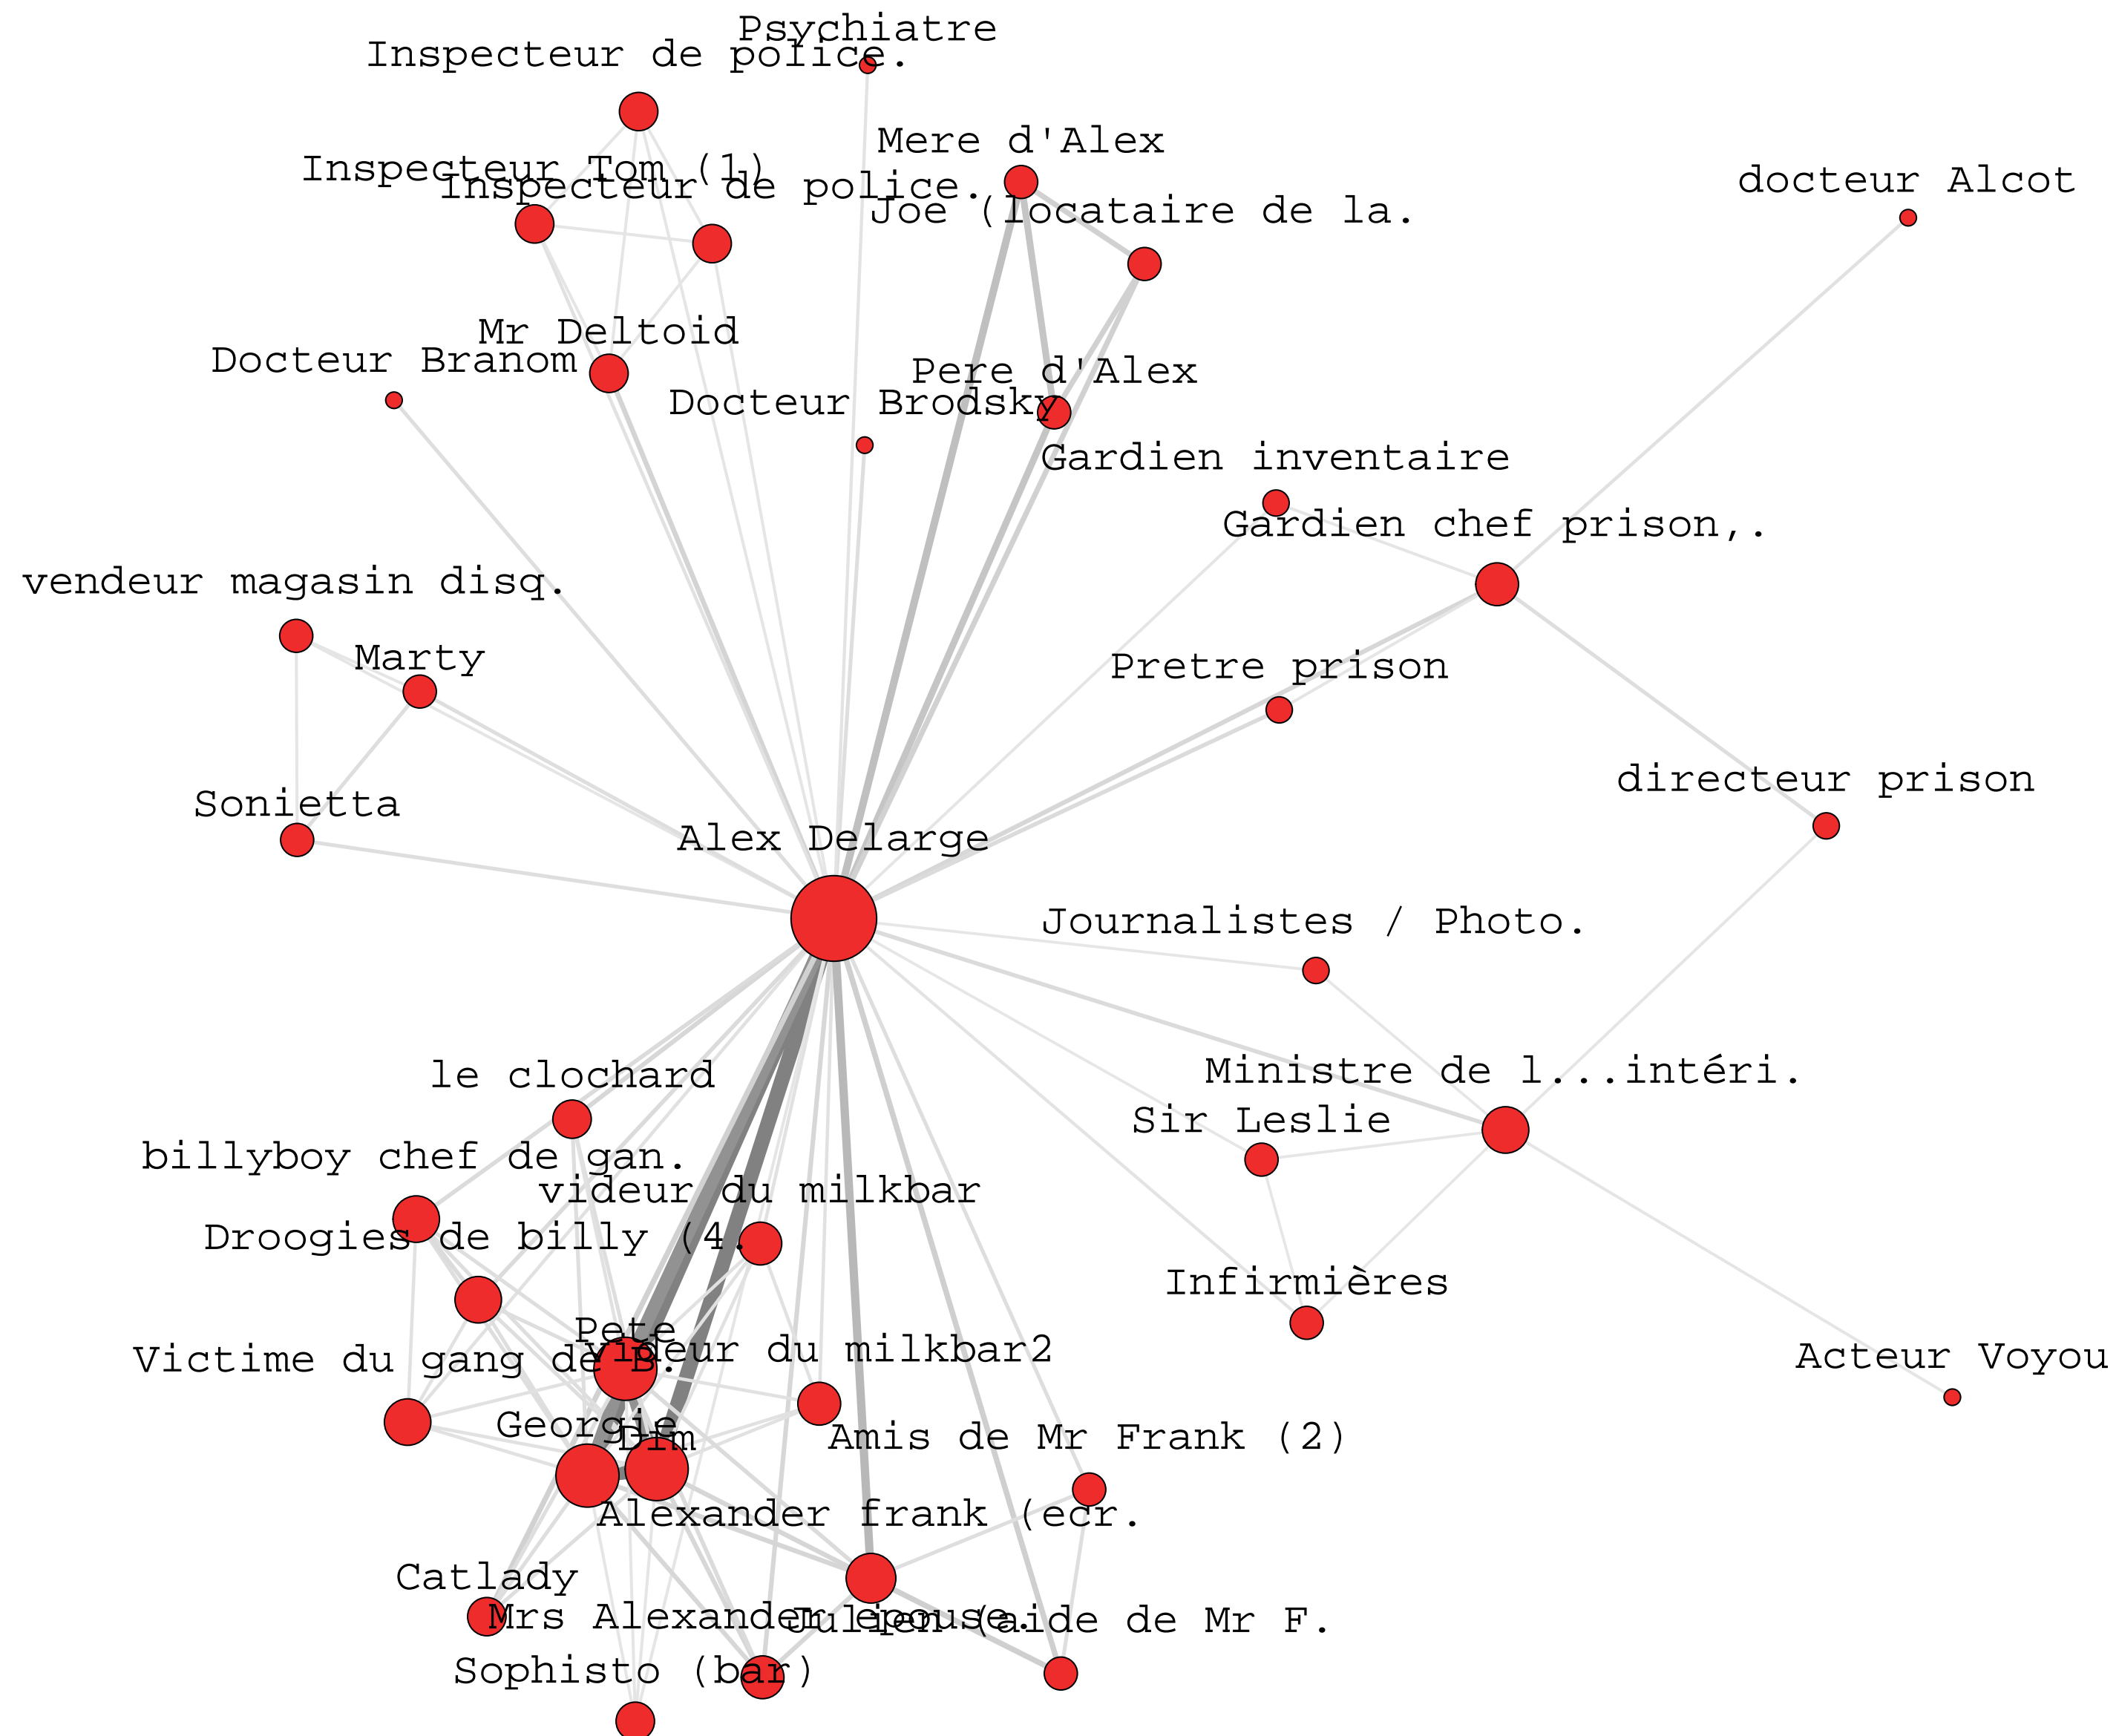 Psychiatre
Inspecteur de police.
Mere d'Alex
Inspecteur Tom (1)
Inspecteur de police.
docteur Alcot
Joe (locataire de la.
Mr Deltoid
Docteur Branom
Pere d'Alex
Docteur Brodsky
Gardien inventaire
Gardien chef prison,.
vendeur magasin disq.
Marty
Pretre prison
directeur prison
Sonietta
Alex Delarge
Journalistes / Photo.
le clochard
Ministre de l...intéri.
Sir Leslie
billyboy chef de gan.
videur du milkbar
Droogies de billy (4.
Infirmières
Pete
videur du milkbar2
Victime du gang de B.
Acteur Voyou
Georgie
Dim
Amis de Mr Frank (2)
Alexander frank (ecr.
Catlady
Mrs Alexander epouse.
Julien (aide de Mr F.
Sophisto (bar)